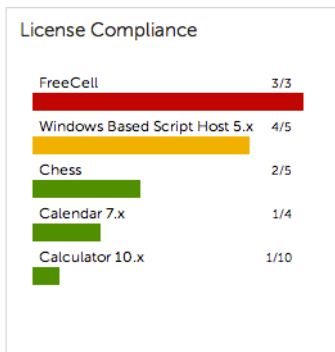 License Compliance
FreeCell 3/3
Windows Based Script Host 5.x 4/5
Chess 2/5
Calendar 7.x 1/4
Calculator 10.x 1/10